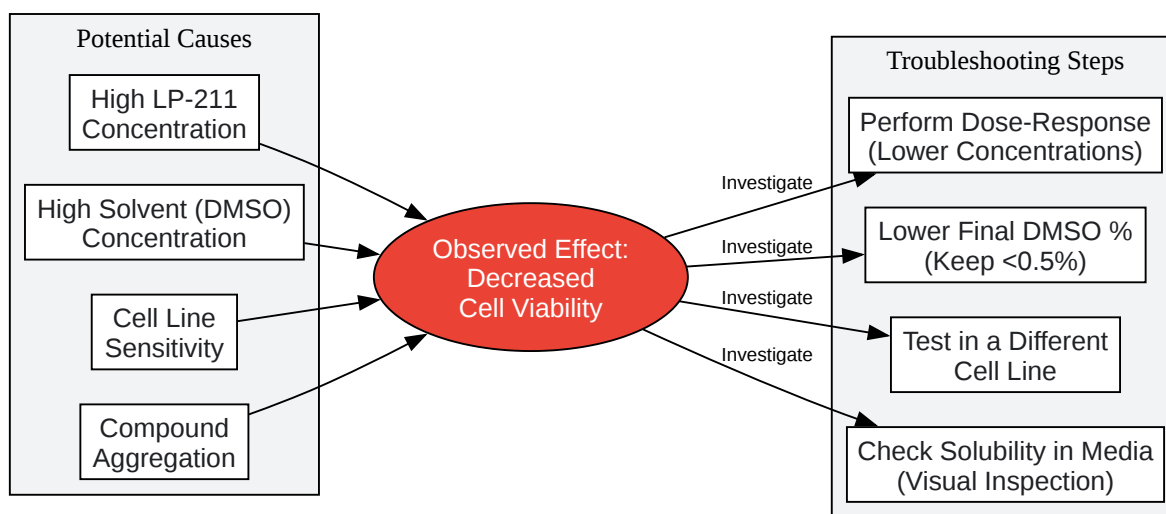 Potential Causes
High LP-211
Concentration
High Solvent (DMSO)
Concentration
Cell Line
Sensitivity
Compound
Aggregation
Observed Effect:
Decreased
Cell Viability
Investigate
Investigate
Investigate
Investigate
Troubleshooting Steps
Perform Dose-Response
(Lower Concentrations)
Lower Final DMSO %
(Keep <0.5%)
Test in a Different
Cell Line
Check Solubility in Media
(Visual Inspection)